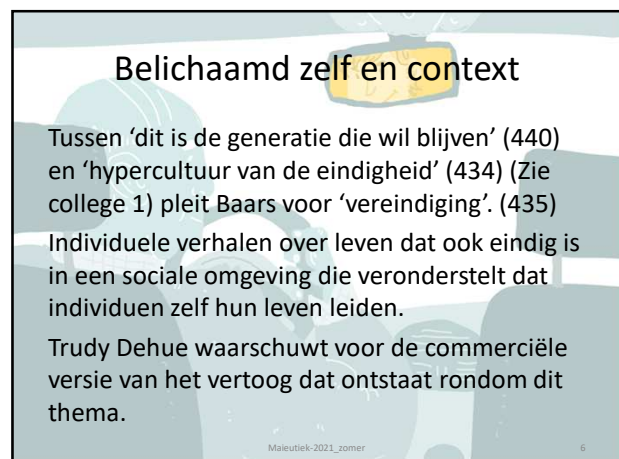 Belichaamd zelf en context
Tussen ‘dit is de generatie die wil blijven’ (440)
en ‘hypercultuur van de eindigheid’ (434) (Zie
college 1) pleit Baars voor ‘vereindiging’. (435)
Individuele verhalen over leven dat ook eindig is
in een sociale omgeving die veronderstelt dat
individuen zelf hun leven leiden.
Trudy Dehue waarschuwt voor de commerciële
versie van het vertoog dat ontstaat rondom dit
thema.
Maieutiek-2021_zomer
6